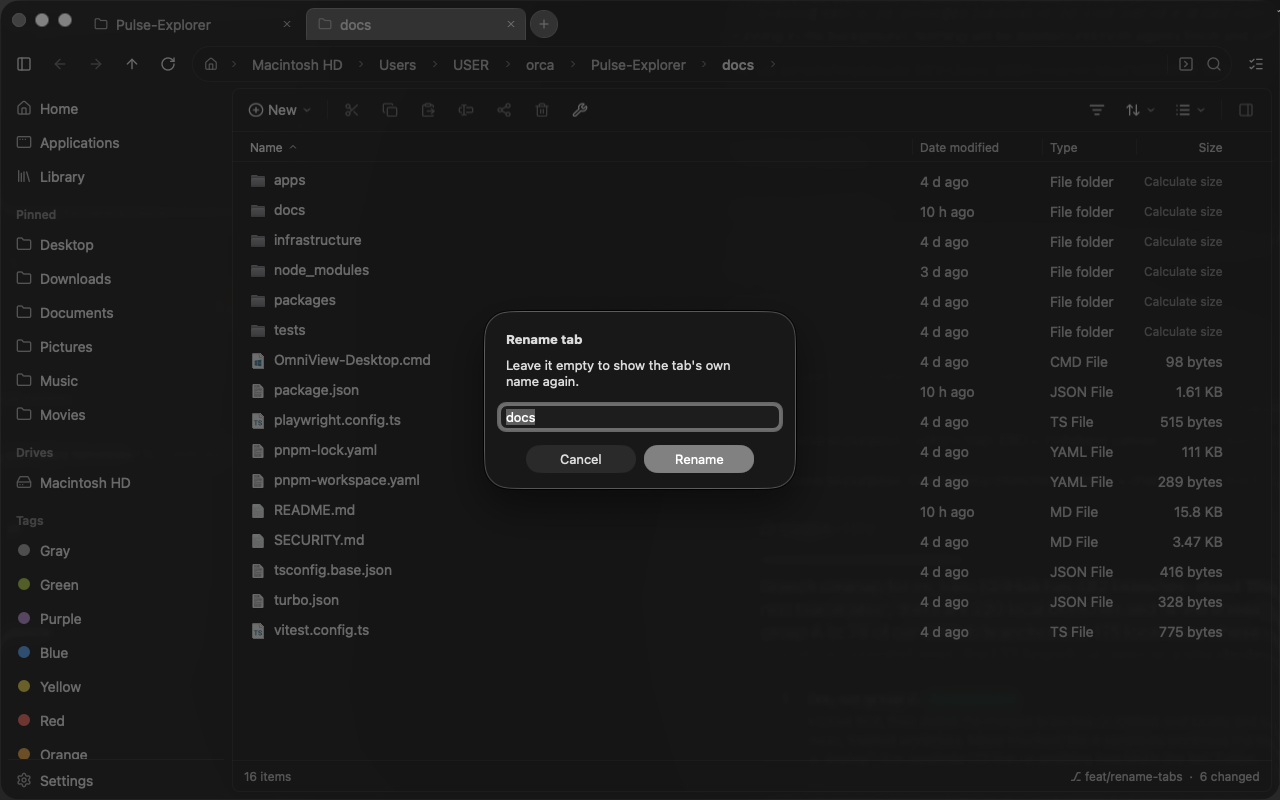 Pulse-Explorer
docs
Macintosh HD
Users
USER
orca
Pulse-Explorer
docs
Home
Applications
Library
Pinned
Desktop
Downloads
Documents
Pictures
Music
Movies
Drives
Macintosh HD
Tags
Gray
Green
Purple
Blue
Yellow
Red
Orange
Settings
New
Name Date modified Type Size
apps 4 d ago File folder Calculate size
docs 10 h ago File folder Calculate size
infrastructure 4 d ago File folder Calculate size
node_modules 3 d ago File folder Calculate size
packages 4 d ago File folder Calculate size
tests 4 d ago File folder Calculate size
OmniView-Desktop.cmd 4 d ago CMD File 98 bytes
package.json 10 h ago JSON File 1.61 KB
playwright.config.ts 4 d ago TS File 515 bytes
pnpm-lock.yaml 4 d ago YAML File 111 KB
pnpm-workspace.yaml 4 d ago YAML File 289 bytes
README.md 10 h ago MD File 15.8 KB
SECURITY.md 4 d ago MD File 3.47 KB
tsconfig.base.json 4 d ago JSON File 416 bytes
turbo.json 4 d ago JSON File 328 bytes
vitest.config.ts 4 d ago TS File 775 bytes
Rename tab
Leave it empty to show the tab's own
name again.
docs
Cancel Rename
16 items
feat/rename-tabs · 6 changed